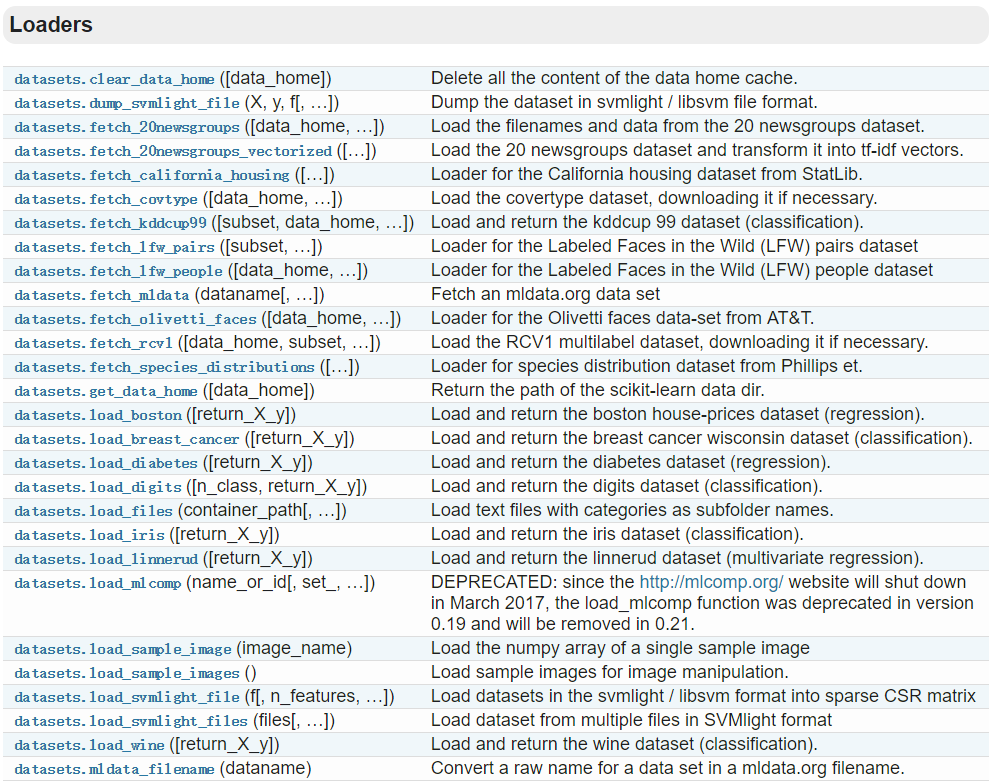 Loaders
datasets.clear_data_home ([data_home]) Delete all the content of the data home cache.
datasets.dump_svmlight_file (X, y, f[, …]) Dump the dataset in svmlight / libsvm file format.
datasets.fetch_20newsgroups ([data_home, …]) Load the filenames and data from the 20 newsgroups dataset.
datasets.fetch_20newsgroups_vectorized ([…]) Load the 20 newsgroups dataset and transform it into tf-idf vectors.
datasets.fetch_california_housing ([…]) Loader for the California housing dataset from StatLib.
datasets.fetch_covtype ([data_home, …]) Load the covertype dataset, downloading it if necessary.
datasets.fetch_kddcup99 ([subset, data_home, …]) Load and return the kddcup 99 dataset (classification).
datasets.fetch_lfw_pairs ([subset, …]) Loader for the Labeled Faces in the Wild (LFW) pairs dataset
datasets.fetch_lfw_people ([data_home, …]) Loader for the Labeled Faces in the Wild (LFW) people dataset
datasets.fetch_mldata (dataname[, …]) Fetch an mldata.org data set
datasets.fetch_olivetti_faces ([data_home, …]) Loader for the Olivetti faces data-set from AT&T.
datasets.fetch_rcv1 ([data_home, subset, …]) Load the RCV1 multilabel dataset, downloading it if necessary.
datasets.fetch_species_distributions ([…]) Loader for species distribution dataset from Phillips et.
datasets.get_data_home ([data_home]) Return the path of the scikit-learn data dir.
datasets.load_boston ([return_X_y]) Load and return the boston house-prices dataset (regression).
datasets.load_breast_cancer ([return_X_y]) Load and return the breast cancer wisconsin dataset (classification).
datasets.load_diabetes ([return_X_y]) Load and return the diabetes dataset (regression).
datasets.load_digits ([n_class, return_X_y]) Load and return the digits dataset (classification).
datasets.load_files (container_path[, …]) Load text files with categories as subfolder names.
datasets.load_iris ([return_X_y]) Load and return the iris dataset (classification).
datasets.load_linnerud ([return_X_y]) Load and return the linnerud dataset (multivariate regression).
datasets.load_mlcomp (name_or_id[, set_, …]) DEPRECATED: since the http://mlcomp.org/ website will shut down
in March 2017, the load_mlcomp function was deprecated in version
0.19 and will be removed in 0.21.
datasets.load_sample_image (image_name) Load the numpy array of a single sample image
datasets.load_sample_images () Load sample images for image manipulation.
datasets.load_svmlight_file (f[, n_features, …]) Load datasets in the svmlight / libsvm format into sparse CSR matrix
datasets.load_svmlight_files (files[, …]) Load dataset from multiple files in SVMlight format
datasets.load_wine ([return_X_y]) Load and return the wine dataset (classification).
datasets.mldata_filename (dataname) Convert a raw name for a data set in a mldata.org filename.